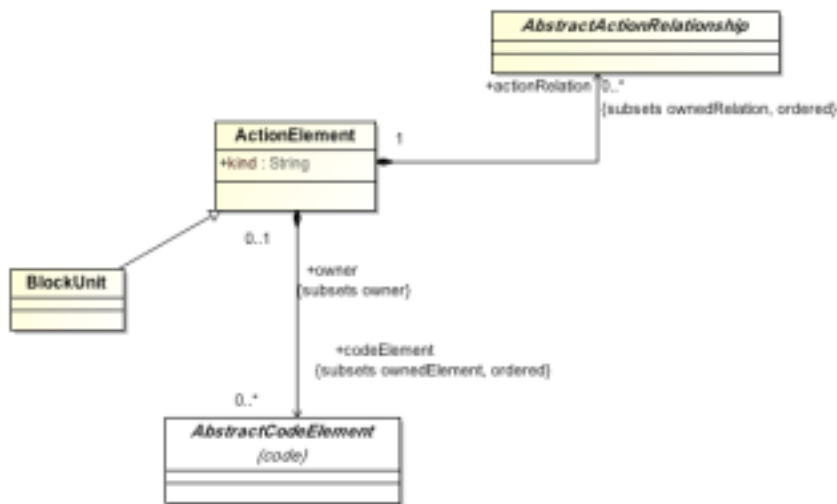 AbstractActionRelationship
+actionRelation 0..*
{subsets ownedRelation, ordered}
ActionElement
1
+kind : String
0..1
BlockUnit
+owner
{subsets owner}
+codeElement
{subsets ownedElement, ordered}
0..*
AbstractCodeElement
(code)